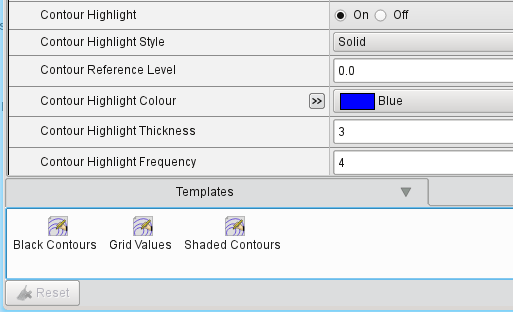 Contour Highlight On Off
Contour Highlight Style Solid
Contour Reference Level 0.0
Contour Highlight Colour >> Blue
Contour Highlight Thickness 3
Contour Highlight Frequency 4
Templates
Black Contours Grid Values Shaded Contours
Reset